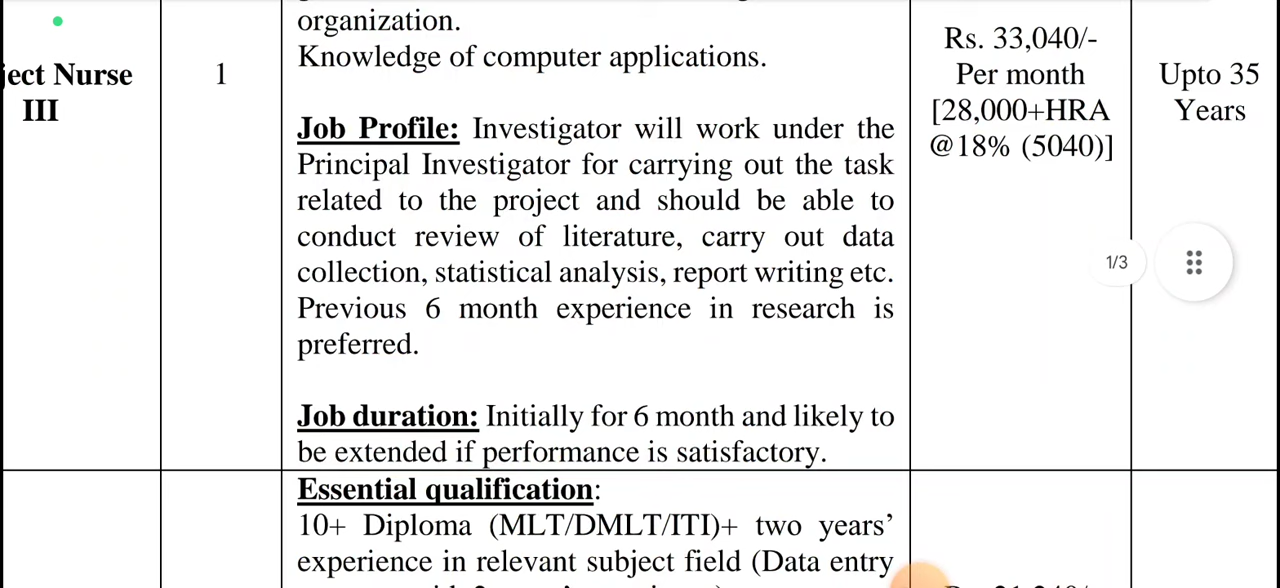 organization.
Knowledge of computer applications.
ject Nurse
III
1
Job Profile: Investigator will work under the
Principal Investigator for carrying out the task
related to the project and should be able to
conduct review of literature, carry out data
collection, statistical analysis, report writing etc.
Previous 6 month experience in research is
preferred.
Job duration: Initially for 6 month and likely to
be extended if performance is satisfactory.
Rs. 33,040/-
Per month
[28,000+HRA
@18% (5040)]
Upto 35
Years
1/3
Essential qualification:
10+ Diploma (MLT/DMLT/ITI)+ two years’
experience in relevant subject field (Data entry